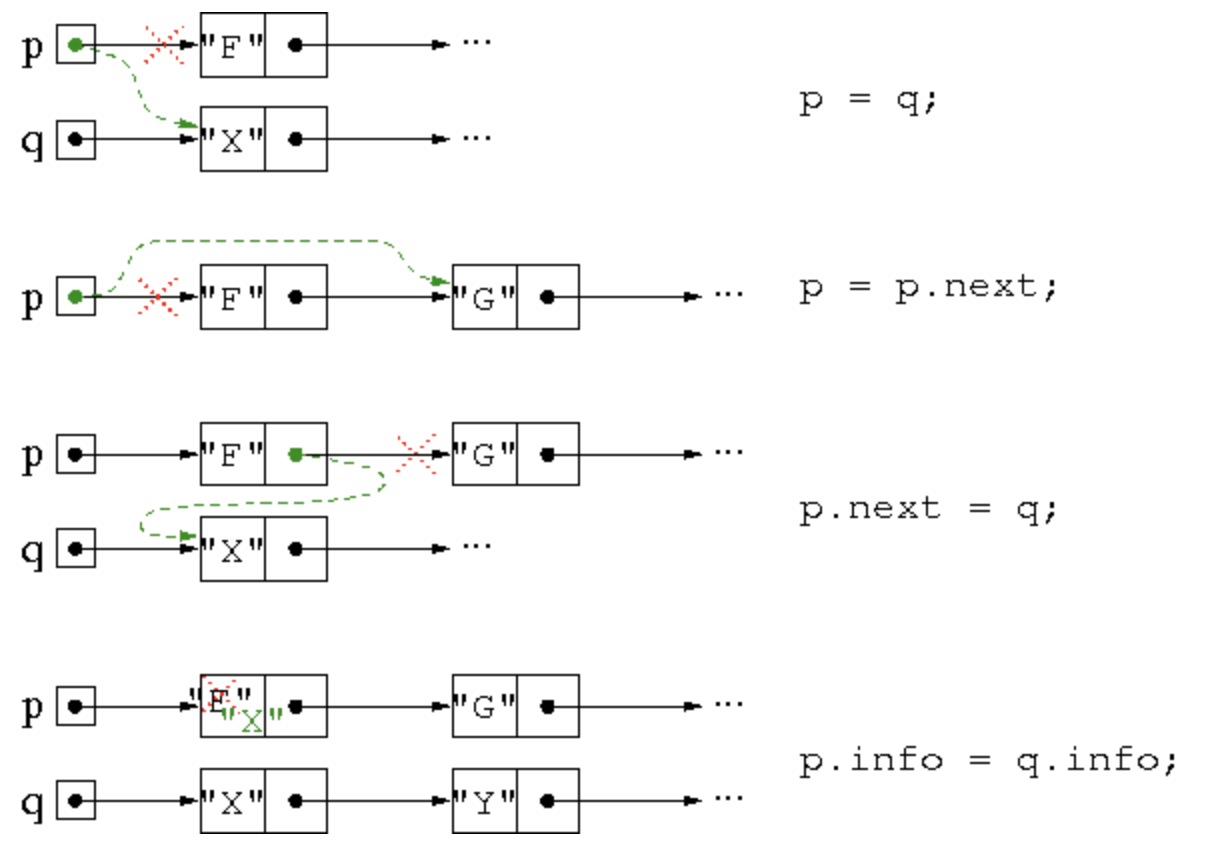 p "F" ...
p = q;
q "X" ...
p "F" "G" ...
p = p.next;
p "F" "G" ...
p.next = q;
q "X" ...
p "F" "X" "G" ...
p.info = q.info;
q "X" "Y" ...